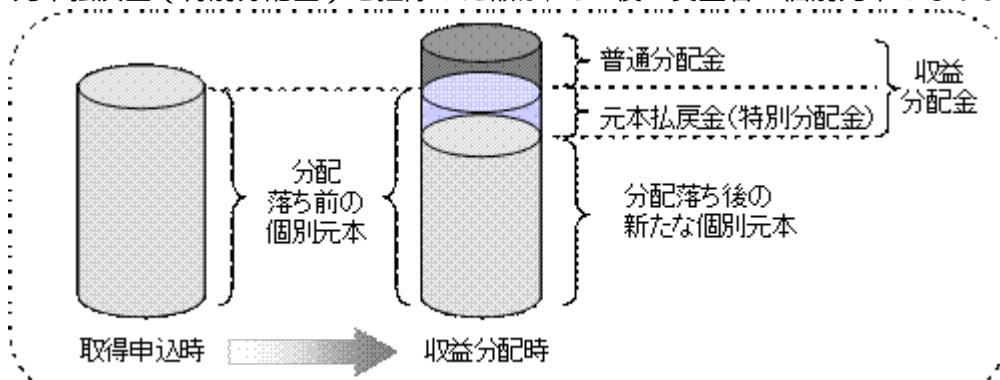 普通分配金
元本払戻金(特別分配金)
収益
分配金
分配
落ち前の
個別元本
分配落ち後の
新たな個別元本
取得申込時
収益分配時